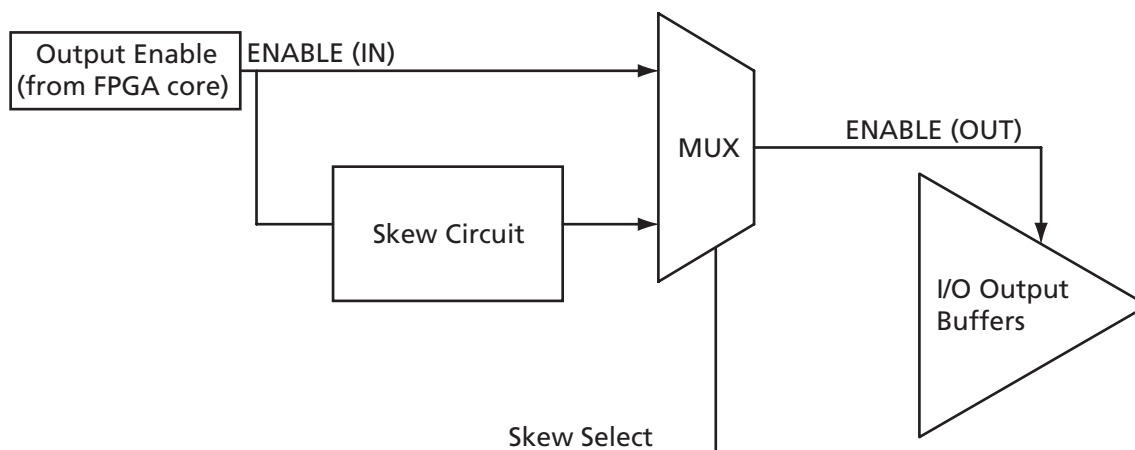 Output Enable
(from FPGA core)
ENABLE (IN)
MUX
ENABLE (OUT)
Skew Circuit
I/O Output
Buffers
Skew Select